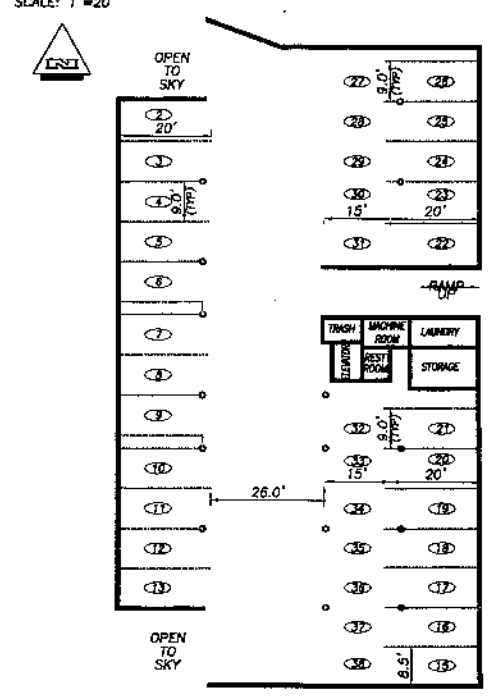 SCALE: 1"=20'
N
OPEN
TO
SKY
2
20'
3
4
9.0'
(TYP)
5
6
7
8
9
10
11
12
13
OPEN
TO
SKY
26.0'
27
9.0'
(TYP)
26
28
25
29
24
30
23
15'
20'
31
22
RAMP
UP
TRASH
MACHINE
ROOM
LAUNDRY
ELEVATOR
REST
ROOM
STORAGE
32
9.0'
(TYP)
21
33
20
15'
20'
34
19
35
18
36
17
37
16
38
8.5'
15